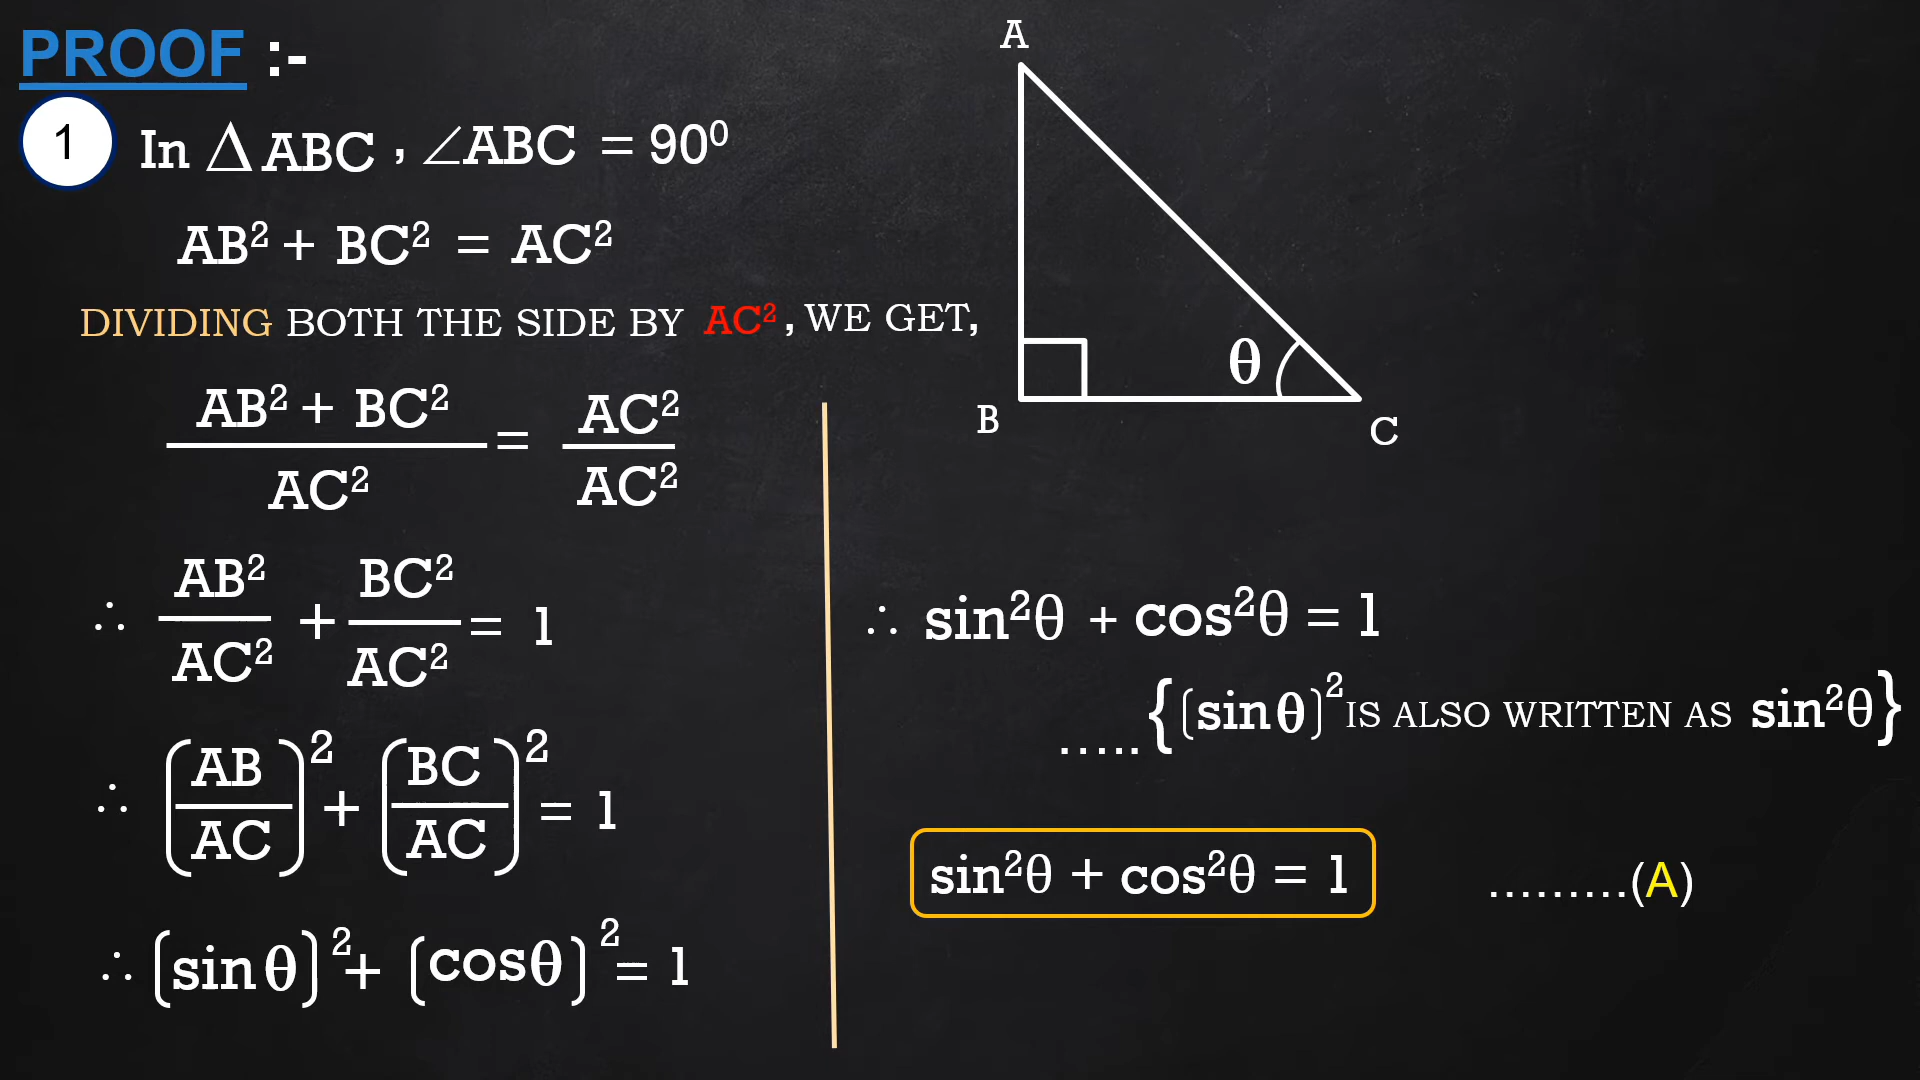 PROOF :-
1 In △ ABC , ∠ABC = 90⁰
AB² + BC² = AC²
DIVIDING BOTH THE SIDE BY AC² , WE GET,
AB² + BC² / AC² = AC² / AC²
∴ AB² / AC² + BC² / AC² = 1
∴ (AB / AC)² + (BC / AC)² = 1
∴ (sin θ)² + (cosθ)² = 1
A
B
C
θ
∴ sin²θ + cos²θ = 1
..... {(sin θ)² IS ALSO WRITTEN AS sin²θ}
sin²θ + cos²θ = 1 .........(A)